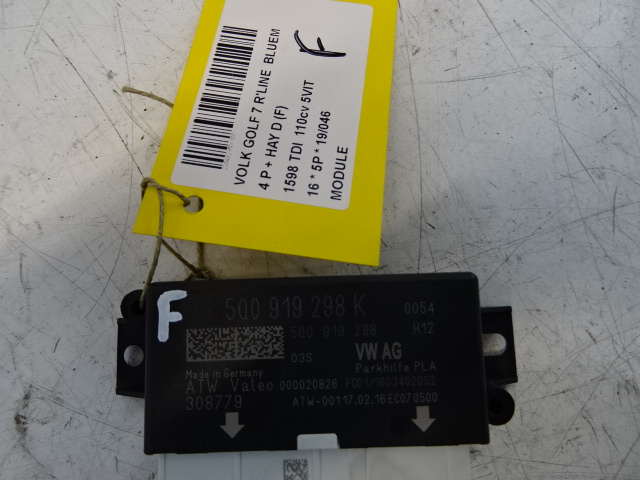 VOLK GOLF 7 R'LINE BLUEM
4 P + HAY D (F)
1598 TDI 110cv 5VIT
16 * 5P * 19/046
MODULE
F
F
5Q0 919 298 K
0054
5Q0 919 298
H12
03S
VW AG
Made in Germany
Parkhilfe PLA
ATW Valeo 000020826
FC01/1603402052
308779
ATW-00117.02.16EC070500